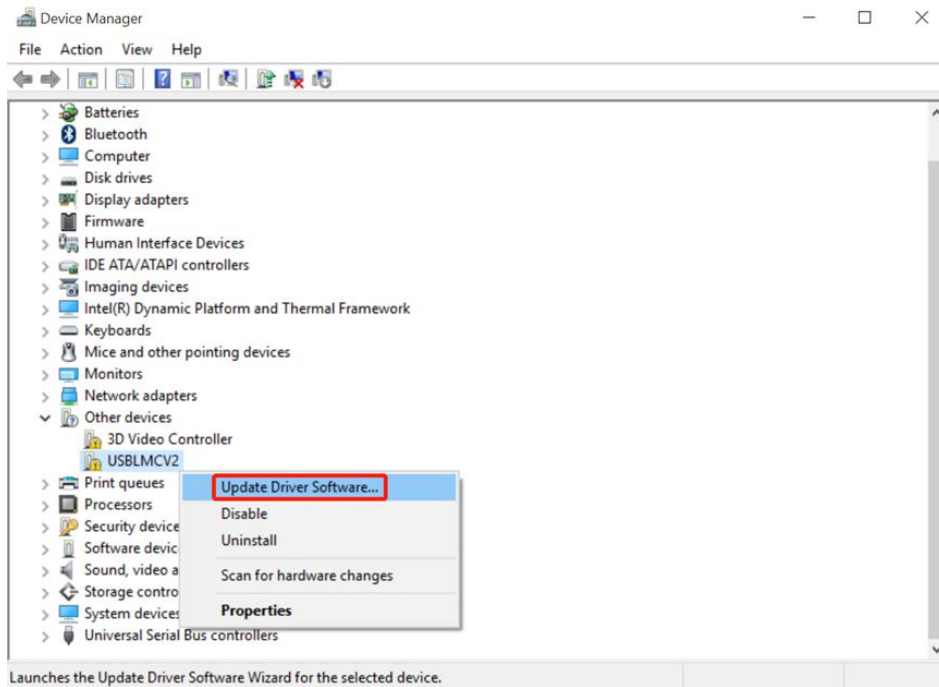 Device Manager
File Action View Help
Batteries
Bluetooth
Computer
Disk drives
Display adapters
Firmware
Human Interface Devices
IDE ATA/ATAPI controllers
Imaging devices
Intel(R) Dynamic Platform and Thermal Framework
Keyboards
Mice and other pointing devices
Monitors
Network adapters
Other devices
3D Video Controller
USBLMCV2
Print queues
Processors
Security device
Software devic
Sound, video a
Storage contro
System devices
Universal Serial Bus controllers
Update Driver Software...
Disable
Uninstall
Scan for hardware changes
Properties
Launches the Update Driver Software Wizard for the selected device.